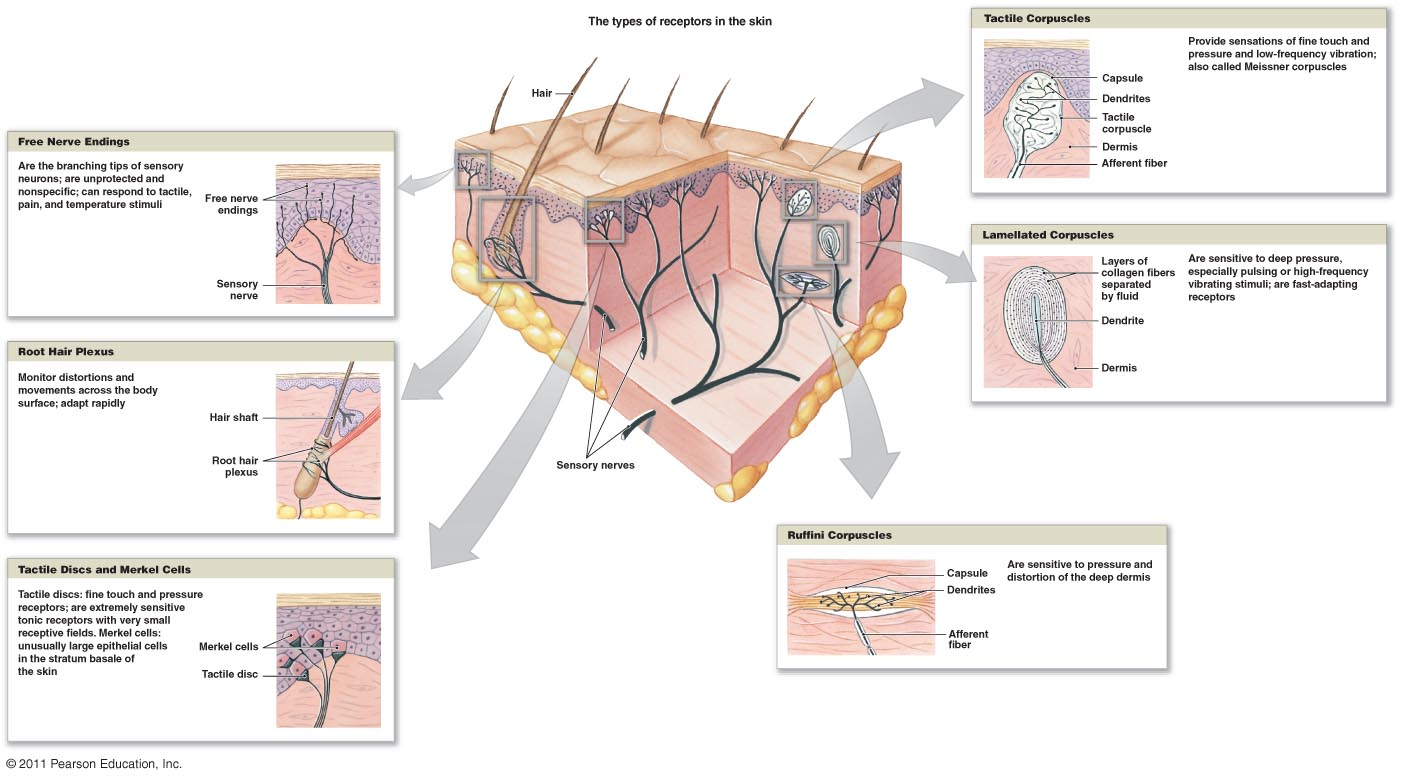 The types of receptors in the skin
Hair
Sensory nerves
Free Nerve Endings
Are the branching tips of sensory
neurons; are unprotected and
nonspecific; can respond to tactile,
pain, and temperature stimuli
Free nerve
endings
Sensory
nerve
Root Hair Plexus
Monitor distortions and
movements across the body
surface; adapt rapidly
Hair shaft
Root hair
plexus
Tactile Discs and Merkel Cells
Tactile discs: fine touch and pressure
receptors; are extremely sensitive
tonic receptors with very small
receptive fields. Merkel cells:
unusually large epithelial cells
in the stratum basale of
the skin
Merkel cells
Tactile disc
Tactile Corpuscles
Provide sensations of fine touch and
pressure and low-frequency vibration;
also called Meissner corpuscles
Capsule
Dendrites
Tactile
corpuscle
Dermis
Afferent fiber
Lamellated Corpuscles
Layers of
collagen fibers
separated
by fluid
Dendrite
Dermis
Are sensitive to deep pressure,
especially pulsing or high-frequency
vibrating stimuli; are fast-adapting
receptors
Ruffini Corpuscles
Capsule
Dendrites
Afferent
fiber
Are sensitive to pressure and
distortion of the deep dermis
© 2011 Pearson Education, Inc.